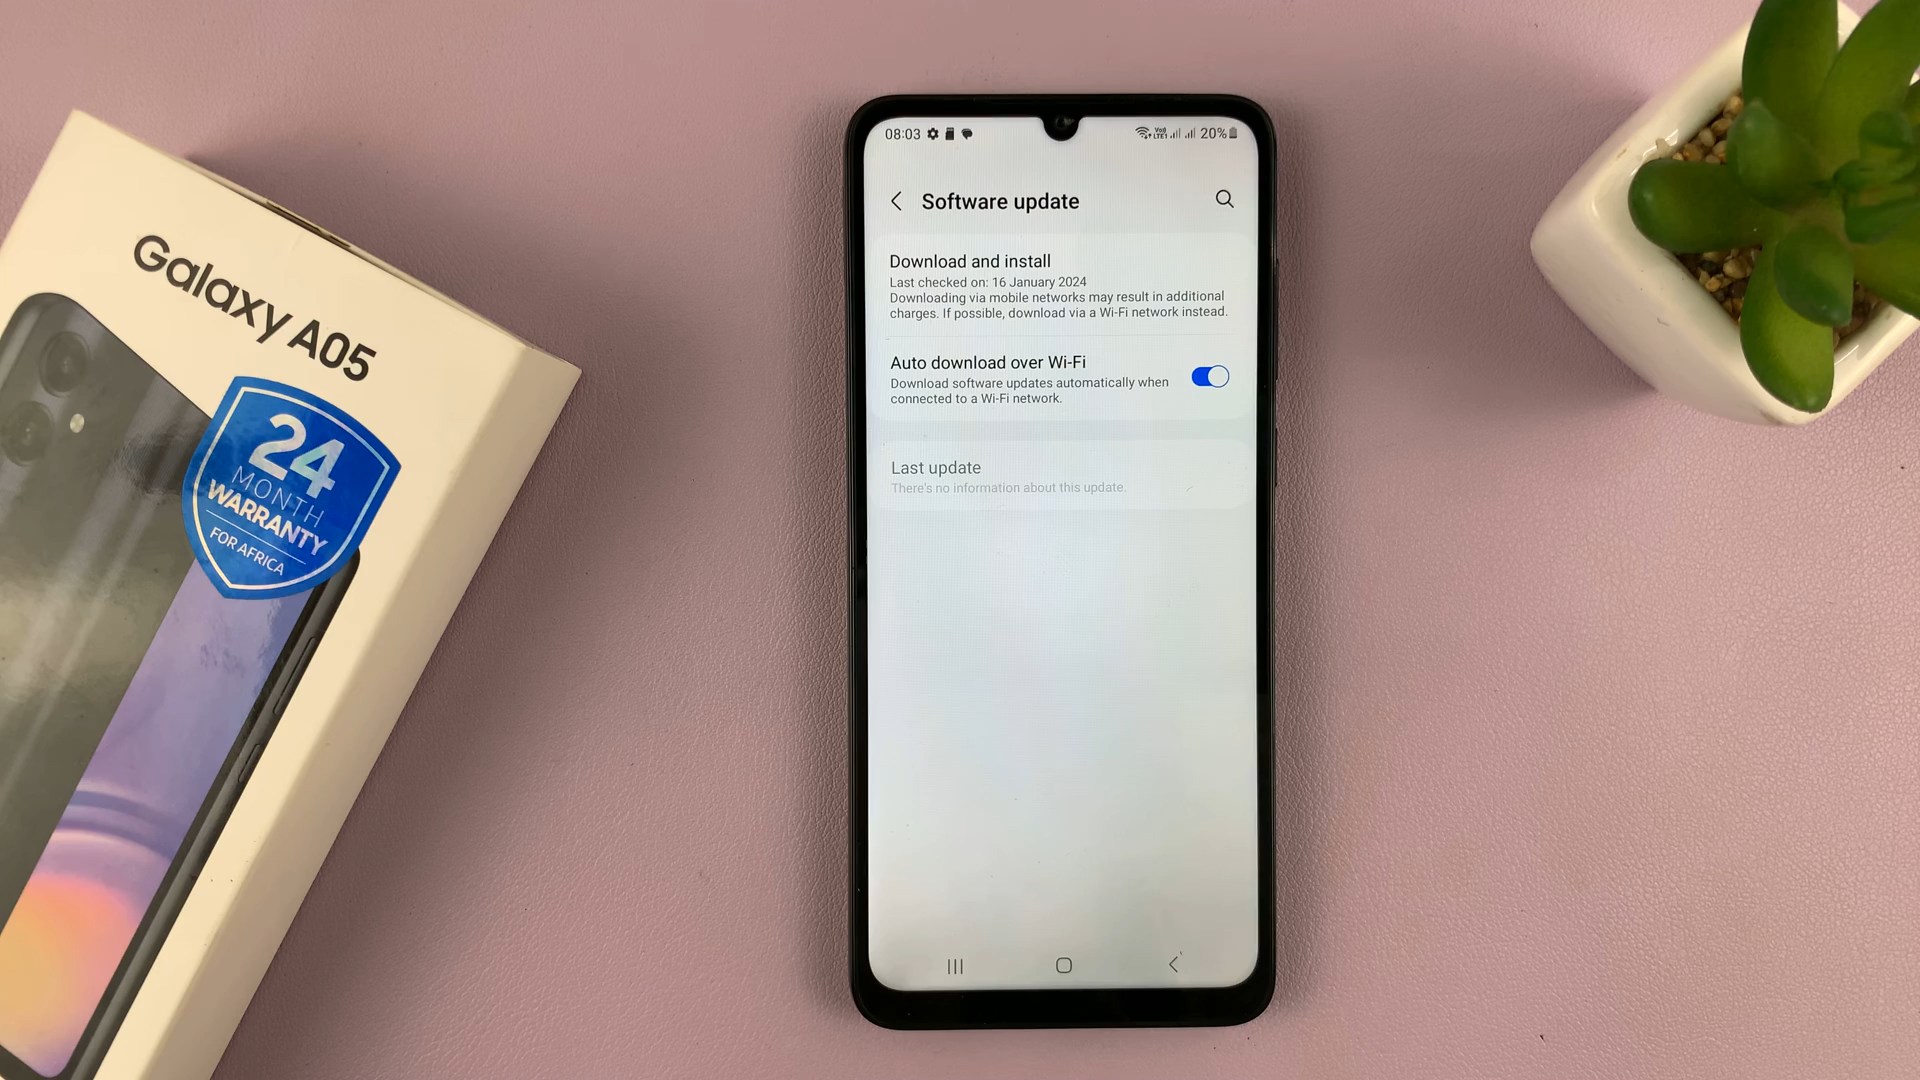 Galaxy A05
24
MONTH
WARRANTY
FOR AFRICA
08:03
20%
Software update
Download and install
Last checked on: 16 January 2024
Downloading via mobile networks may result in additional
charges. If possible, download via a Wi-Fi network instead.
Auto download over Wi-Fi
Download software updates automatically when
connected to a Wi-Fi network.
Last update
There's no information about this update.